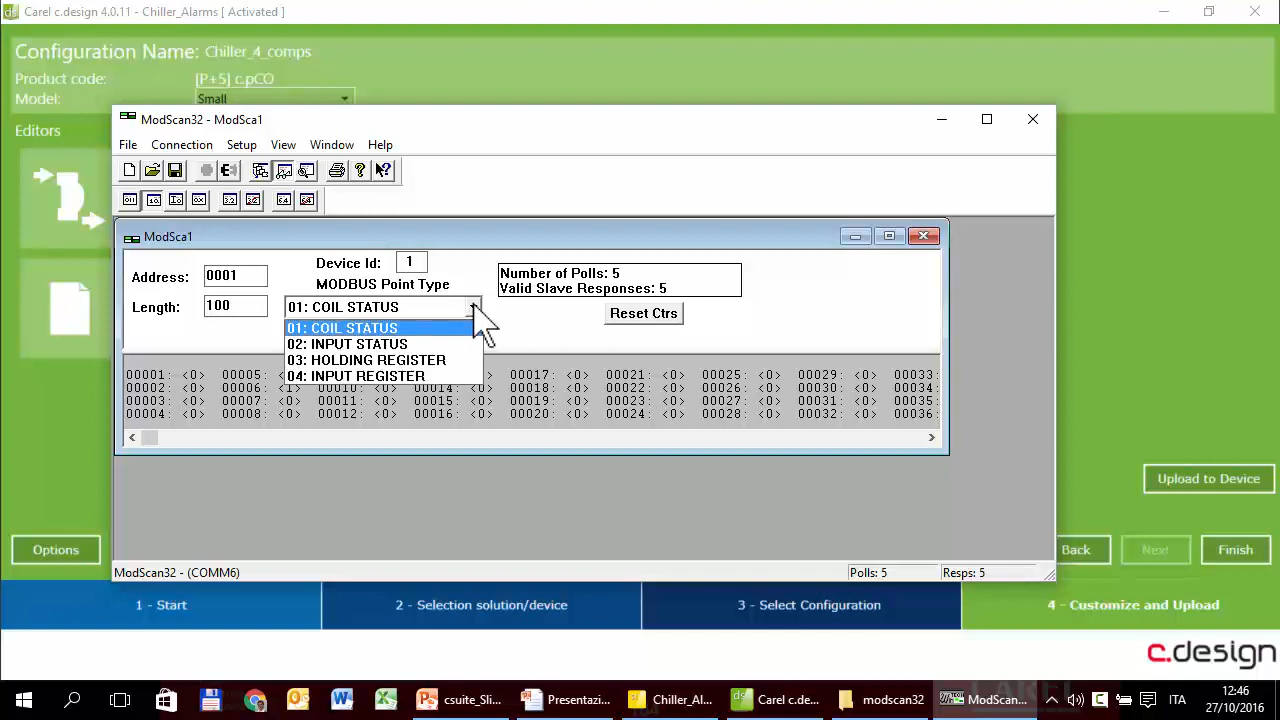 Carel c.design 4.0.11 - Chiller_Alarms [ Activated ]
Configuration Name: Chiller_4_comps
Product code: [P+5] c.pCO
Model: Small
Editors
ModScan32 - ModSca1
File Connection Setup View Window Help
ModSca1
Address: 0001
Device Id: 1
MODBUS Point Type
Length: 100
01: COIL STATUS
01: COIL STATUS
02: INPUT STATUS
03: HOLDING REGISTER
04: INPUT REGISTER
Number of Polls: 5
Valid Slave Responses: 5
Reset Ctrs
00001: <0> 00005: 00017: <0> 00021: <0> 00025: <0> 00029: <0> 00033:
00002: <0> 00006: <1> 00010: <0> 00014: <0> 00018: <0> 00022: <0> 00026: <0> 00030: <0> 00034:
00003: <0> 00007: <0> 00011: <0> 00015: <0> 00019: <0> 00023: <0> 00027: <0> 00031: <0> 00035:
00004: <0> 00008: <0> 00012: <0> 00016: <0> 00020: <0> 00024: <0> 00028: <0> 00032: <0> 00036:
Upload to Device
Options
Back Next Finish
ModScan32 - (COMM6) Polls: 5 Resps: 5
1 - Start 2 - Selection solution/device 3 - Select Configuration 4 - Customize and Upload
c.design
csuite_Sli... Presentazi... Chiller_Al... Carel c.de... modscan32 ModScan... ITA
12:46
27/10/2016